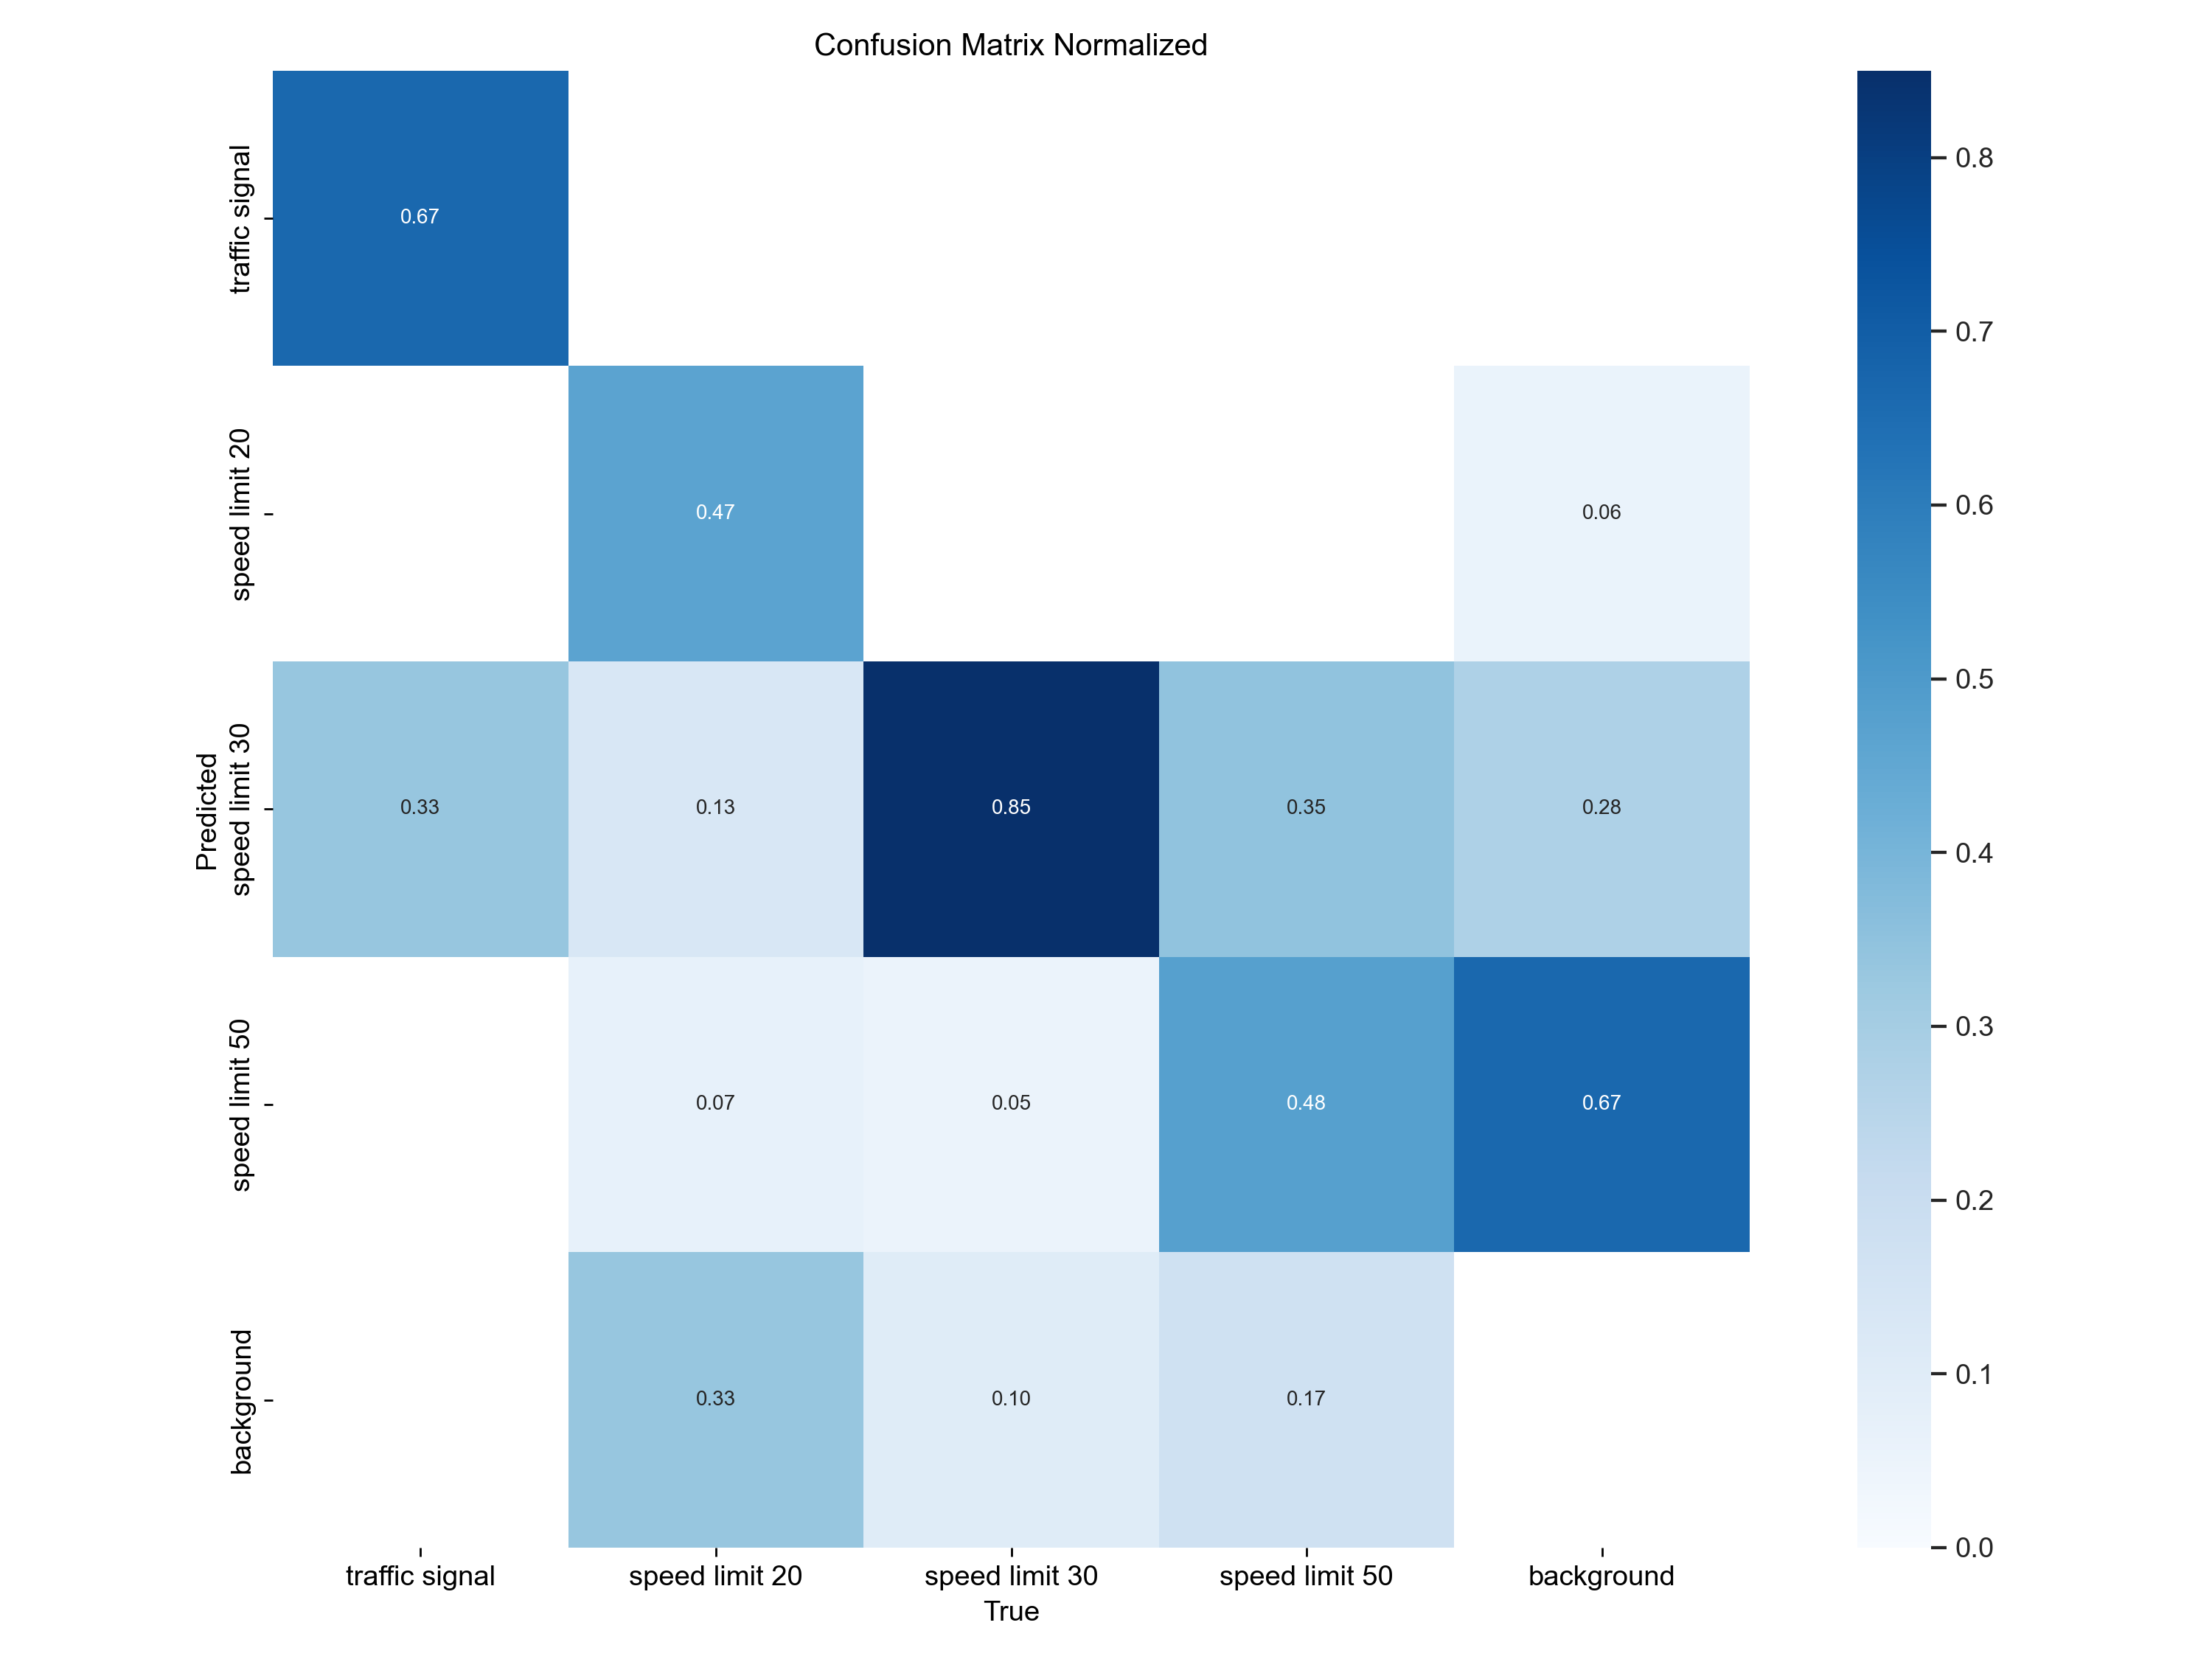 Confusion Matrix Normalized
traffic signal
speed limit 20
speed limit 30
speed limit 50
background
Predicted
0.67
0.47
0.06
0.33
0.13
0.85
0.35
0.28
0.07
0.05
0.48
0.67
0.33
0.10
0.17
traffic signal
speed limit 20
speed limit 30
speed limit 50
background
True
0.8
0.7
0.6
0.5
0.4
0.3
0.2
0.1
0.0